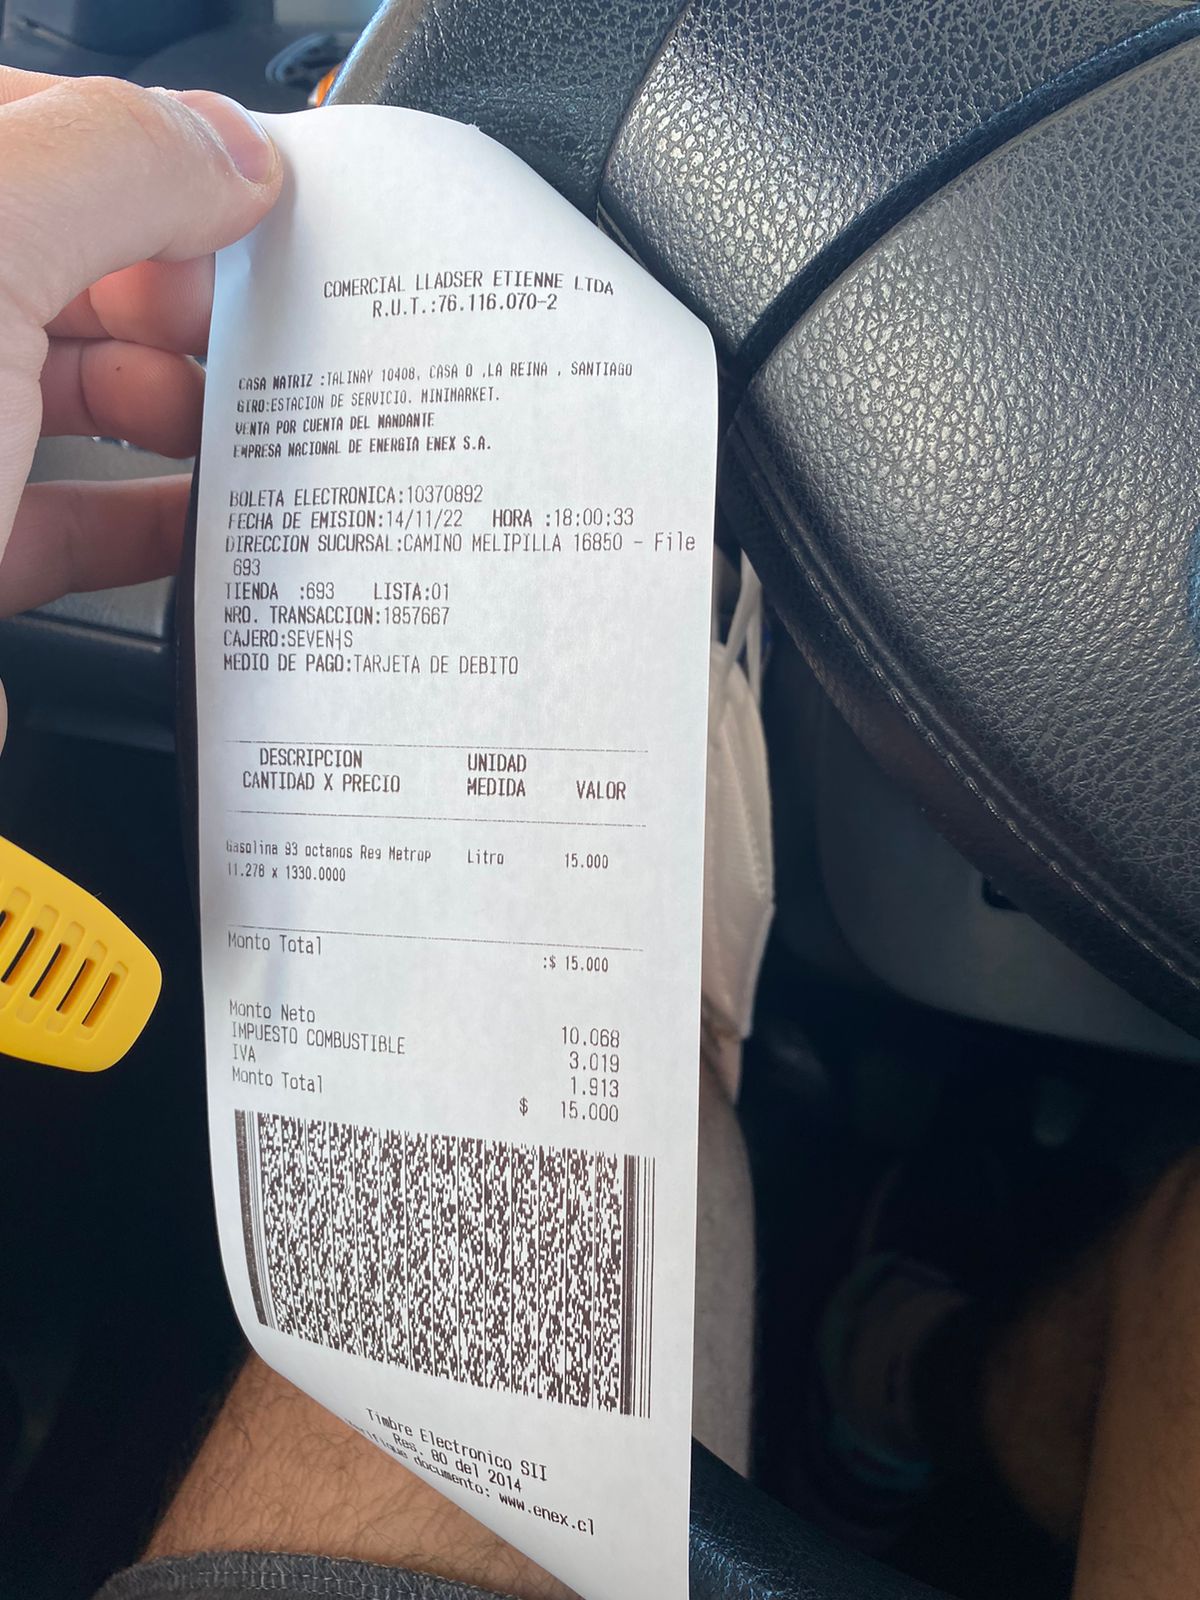 COMERCIAL LLADSER ETIENNE LTDA
R.U.T.:76.116.070-2
CASA MATRIZ :TALINAY 10408, CASA O ,LA REINA , SANTIAGO
GIRO:ESTACION DE SERVICIO. MINIMARKET.
VENTA POR CUENTA DEL MANDANTE
EMPRESA NACIONAL DE ENERGIA ENEX S.A.
BOLETA ELECTRONICA:10370892
FECHA DE EMISION:14/11/22 HORA :18:00:33
DIRECCION SUCURSAL:CAMINO MELIPILLA 16850 - File
693
TIENDA :693 LISTA:01
NRO. TRANSACCION:1857667
CAJERO:SEVENHS
MEDIO DE PAGO:TARJETA DE DEBITO
DESCRIPCION UNIDAD
CANTIDAD X PRECIO MEDIDA VALOR
Gasolina 93 octanos Reg Metrop Litro 15.000
11.278 x 1330.0000
Monto Total :$ 15.000
Monto Neto 10.068
IMPUESTO COMBUSTIBLE 3.019
IVA 1.913
Monto Total $ 15.000
Timbre Electronico SII
Res. 80 del 2014
documento: www.enex.cl